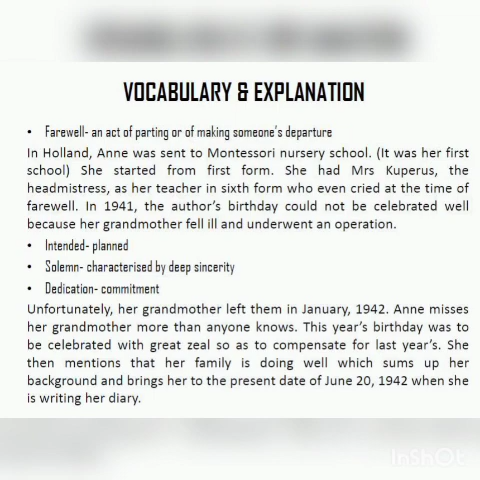 VOCABULARY & EXPLANATION
• Farewell- an act of parting or of making someone's departure
In Holland, Anne was sent to Montessori nursery school. (It was her first
school) She started from first form. She had Mrs Kuperus, the
headmistress, as her teacher in sixth form who even cried at the time of
farewell. In 1941, the author's birthday could not be celebrated well
because her grandmother fell ill and underwent an operation.
• Intended- planned
• Solemn- characterised by deep sincerity
• Dedication- commitment
Unfortunately, her grandmother left them in January, 1942. Anne misses
her grandmother more than anyone knows. This year's birthday was to
be celebrated with great zeal so as to compensate for last year's. She
then mentions that her family is doing well which sums up her
background and brings her to the present date of June 20, 1942 when she
is writing her diary.
InShOt